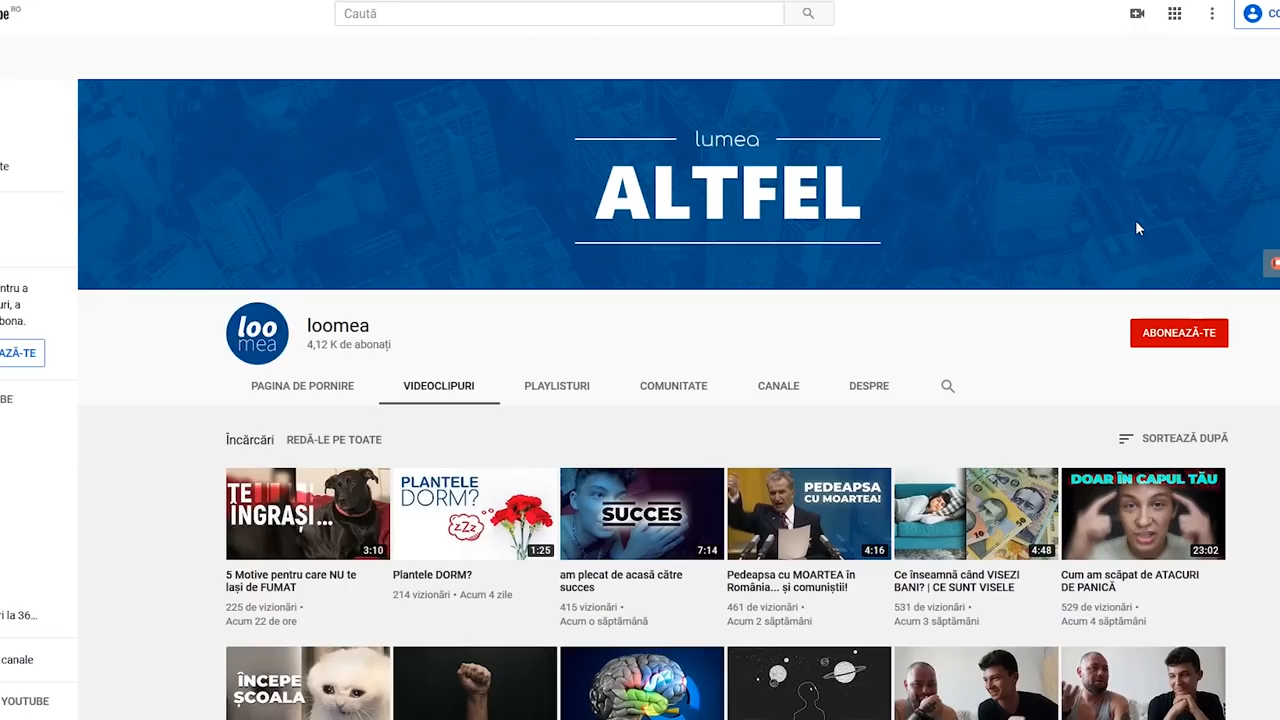 RO
Caută
lumea
ALTFEL
ntru a
uri, a
bona.
AZĂ-TE
loo
mea
loomea
4,12 K de abonați
ABONEAZĂ-TE
PAGINA DE PORNIRE
VIDEOCLIPURI
PLAYLISTURI
COMUNITATE
CANALE
DESPRE
Încărcări
REDĂ-LE PE TOATE
SORTEAZĂ DUPĂ
TE
ÎNGRAȘI...
3:10
PLANTELE
DORM?
zZz
1:25
SUCCES
7:14
PEDEAPSA
CU MOARTEA!
4:16
4:48
DOAR ÎN CAPUL TĂU
23:02
5 Motive pentru care NU te
lași de FUMAT
225 de vizionări •
Acum 22 de ore
Plantele DORM?
214 vizionări • Acum 4 zile
am plecat de acasă către
succes
415 vizionări •
Acum o săptămână
Pedeapsa cu MOARTEA în
România... și comuniștii!
461 de vizionări •
Acum 2 săptămâni
Ce înseamnă când VISEZI
BANI? | CE SUNT VISELE
531 de vizionări •
Acum 3 săptămâni
Cum am scăpat de ATACURI
DE PANICĂ
529 de vizionări •
Acum 4 săptămâni
ri la 36...
canale
YOUTUBE
ÎNCEPE
ȘCOALA